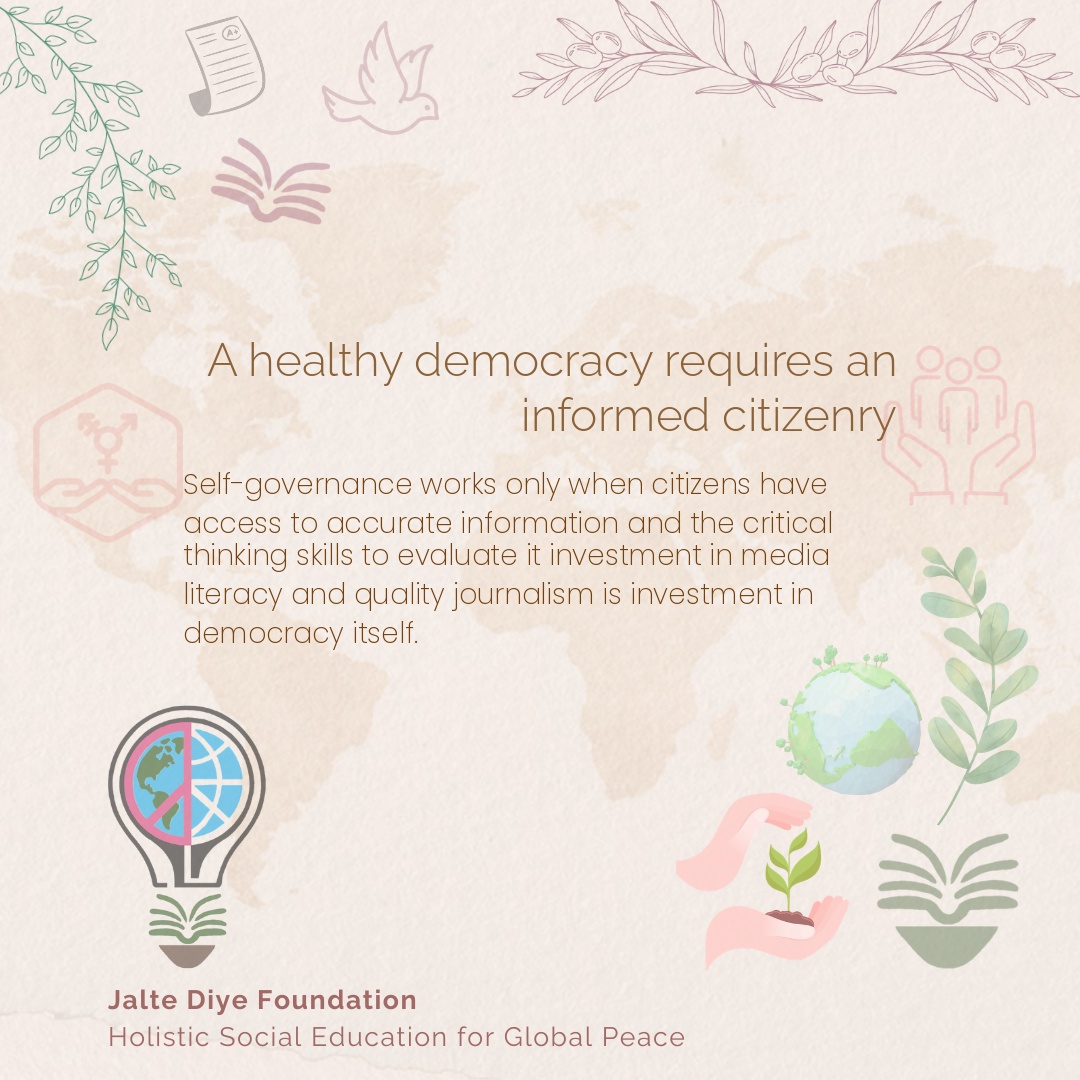 A+
A healthy democracy requires an
informed citizenry
Self-governance works only when citizens have
access to accurate information and the critical
thinking skills to evaluate it investment in media
literacy and quality journalism is investment in
democracy itself.
Jalte Diye Foundation
Holistic Social Education for Global Peace